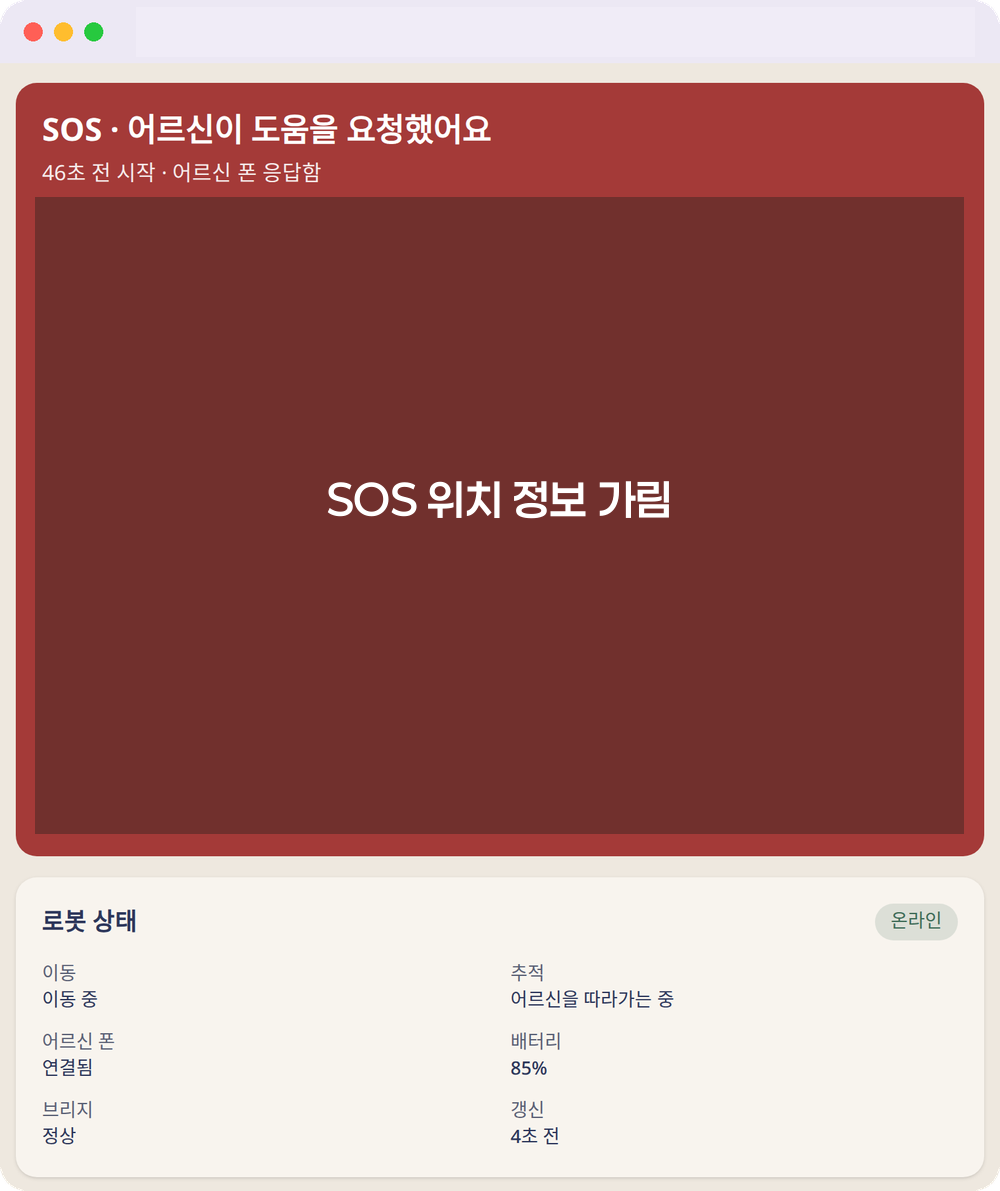 SOS · 어르신이 도움을 요청했어요
46초 전 시작 · 어르신 폰 응답함
SOS 위치 정보 가림
로봇 상태
온라인
이동
이동 중
추적
어르신을 따라가는 중
어르신 폰
연결됨
배터리
85%
브리지
정상
갱신
4초 전